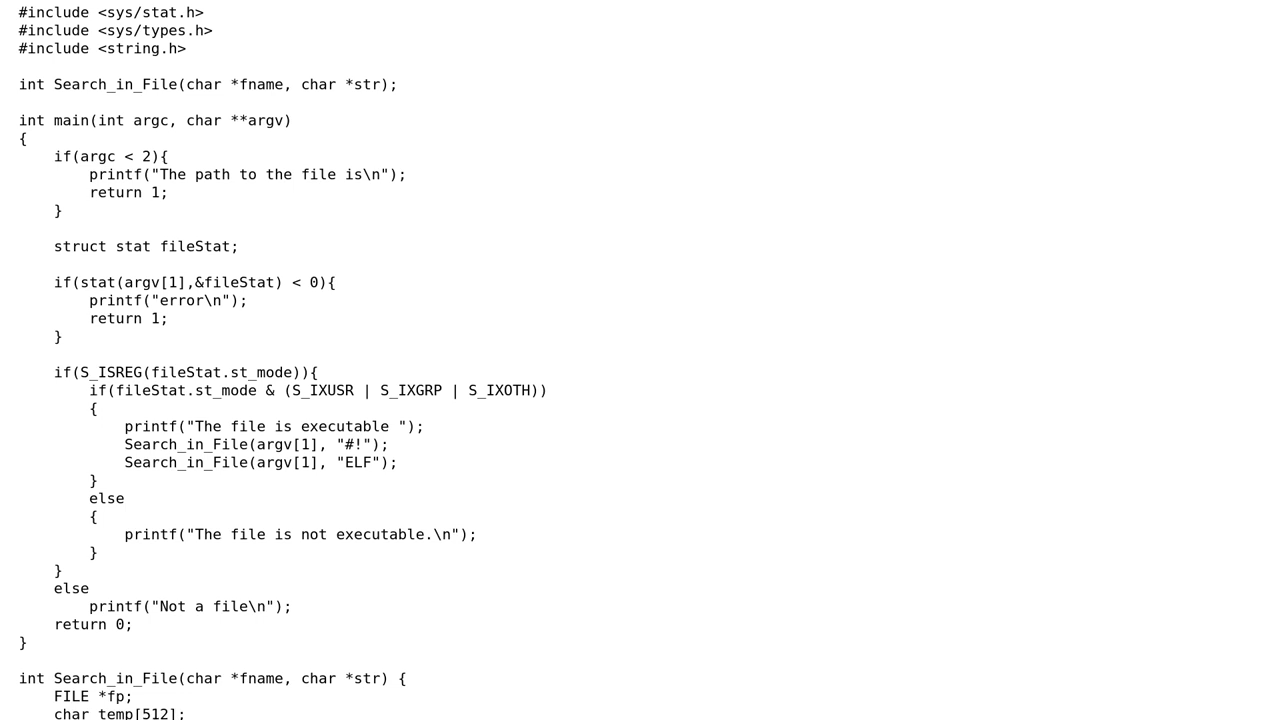 #include <sys/stat.h>
#include <sys/types.h>
#include <string.h>

int Search_in_File(char *fname, char *str);

int main(int argc, char **argv)
{
    if(argc < 2){
        printf("The path to the file is\n");
        return 1;
    }

    struct stat fileStat;

    if(stat(argv[1],&fileStat) < 0){
        printf("error\n");
        return 1;
    }

    if(S_ISREG(fileStat.st_mode)){
        if(fileStat.st_mode & (S_IXUSR | S_IXGRP | S_IXOTH))
        {
            printf("The file is executable ");
            Search_in_File(argv[1], "#!");
            Search_in_File(argv[1], "ELF");
        }
        else
        {
            printf("The file is not executable.\n");
        }
    }
    else
        printf("Not a file\n");
    return 0;
}

int Search_in_File(char *fname, char *str) {
    FILE *fp;
    char temp[512];